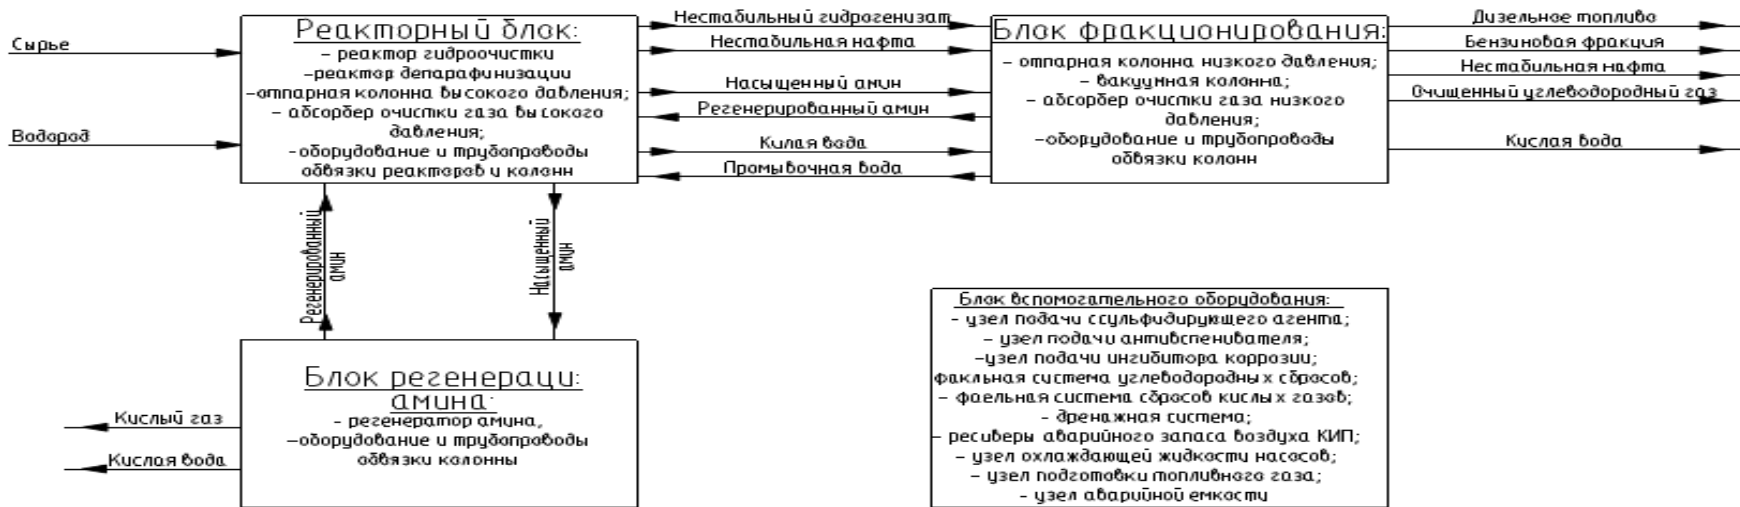 Сырье
Водород
Реакторный блок:
- реактор гидроочистки
-реактор депарафинизации
-отпарная колонна высокого давления;
- абсорбер очистки газа высокого
давления;
-оборудование и трубопроводы
обвязки реакторов и колонн
Нестабильный гидрогенизат
Нестабильная нафта
Насыщенный амин
Регенерированный амин
Килая вода
Промывочная вода
Блок фракционирования:
- отпарная колонна низкого давления;
- вакуумная колонна;
- абсорбер очистки газа низкого
давления;
-оборудование и трубопроводы
обвязки колонн
Дизельное топливо
Бензиновая фракция
Нестабильная нафта
Очищенный углеводородный газ
Кислая вода
Регенерированный
амин
Насыщенный
амин
Блок регенераци:
амина:
- регенератор амина,
-оборудование и трубопроводы
обвязки колонны
Кислый газ
Кислая вода
Блок вспомогательного оборудования:
- узел подачи ссульфидирующего агента;
- узел подачи антивспенивателя;
-узел подачи ингибитора коррозии;
факльная система углеводородных сбросов;
- фаельная система сбросов кислых газов;
- дренажная система;
- ресиверы аварийного запаса воздуха КИП;
- узел охлаждающей жидкости насосов;
- узел подготовки топливного газа;
- узел аварийной емкости